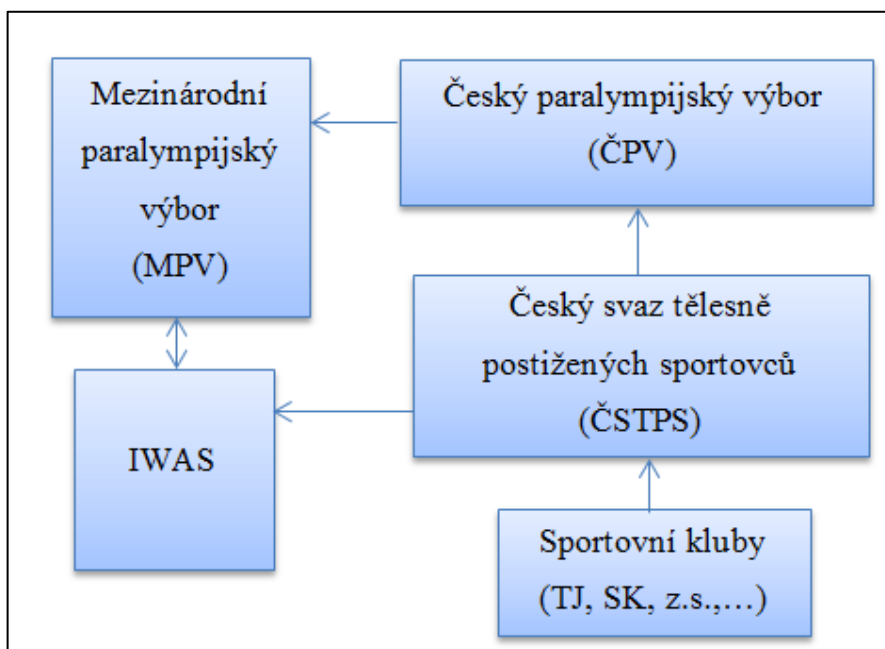 Mezinárodní
paralympijský
výbor
(MPV)
Český paralympijský výbor
(ČPV)
Český svaz tělesně
postižených sportovců
(ČSTPS)
IWAS
Sportovní kluby
(TJ, SK, z.s.,…)